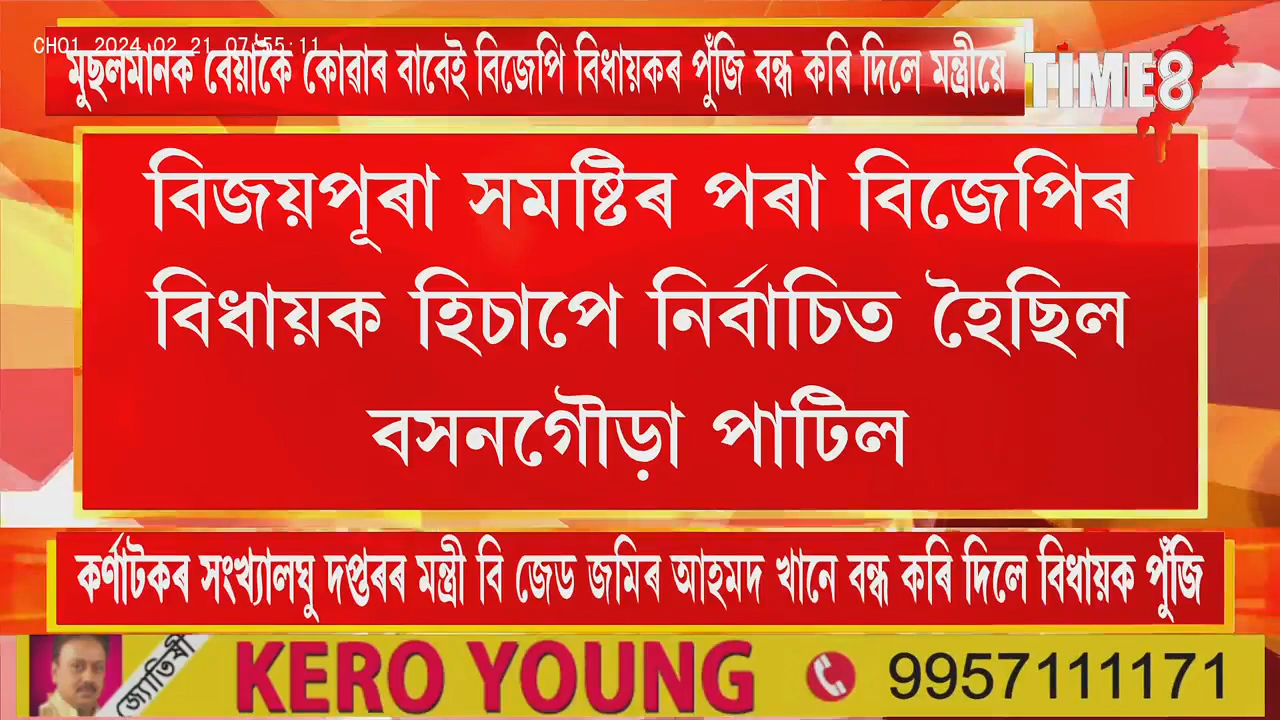 CH01 2024 02 21 07:55:11
মুছলমানক বেয়াকৈ কোৱাৰ বাবেই বিজেপি বিধায়কৰ পুঁজি বন্ধ কৰি দিলে মন্ত্ৰীয়ে
TIME8
বিজয়পূৰা সমষ্টিৰ পৰা বিজেপিৰ
বিধায়ক হিচাপে নিৰ্বাচিত হৈছিল
বসনগৌড়া পাটিল
কৰ্ণাটকৰ সংখ্যালঘু দপ্তৰৰ মন্ত্ৰী বি জেড জমিৰ আহমদ খানে বন্ধ কৰি দিলে বিধায়ক পুঁজি
জ্যোতিষী
KERO YOUNG
9957111171